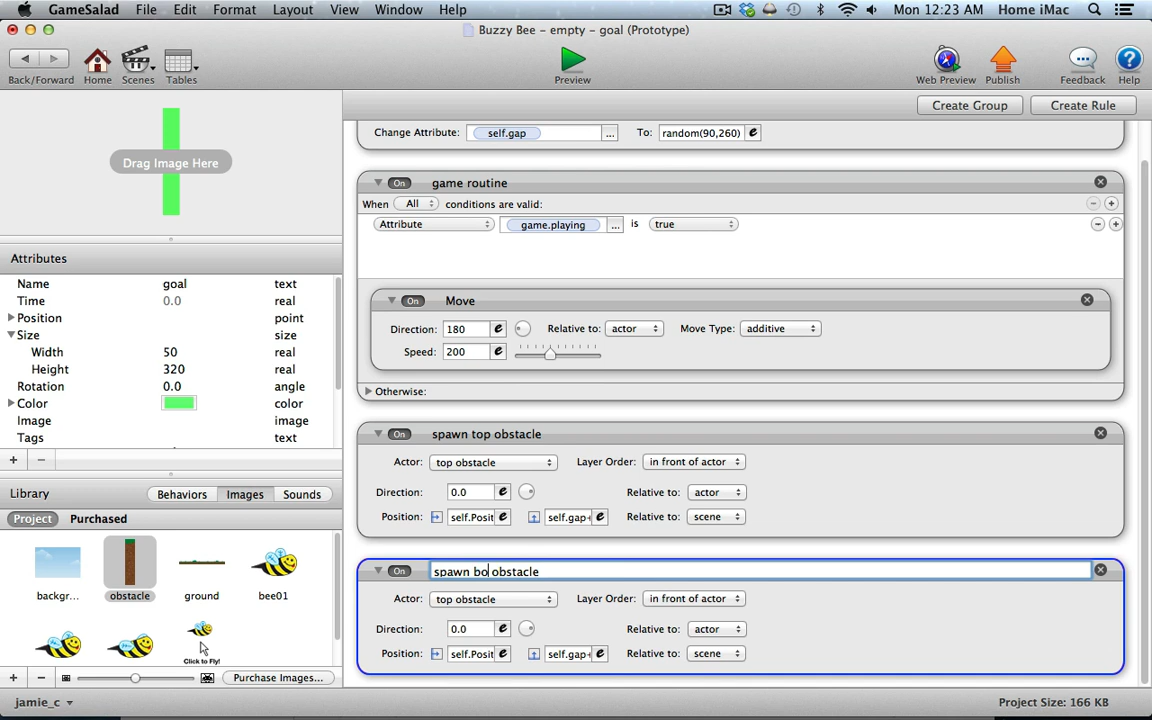 GameSalad File Edit Format Layout View Window Help Mon 12:23 AM Home iMac
Buzzy Bee – empty – goal (Prototype)
Back/Forward Home Scenes Tables Preview Web Preview Publish Feedback Help
Create Group Create Rule
Drag Image Here
Change Attribute: self.gap ... To: random(90,260) e
On game routine
When All conditions are valid:
Attribute game.playing ... is true
On Move
Direction: 180 e Relative to: actor Move Type: additive
Speed: 200 e
Otherwise:
On spawn top obstacle
Actor: top obstacle Layer Order: in front of actor
Direction: 0.0 e Relative to: actor
Position: self.Posit e self.gap+ e Relative to: scene
On spawn bo obstacle
Actor: top obstacle Layer Order: in front of actor
Direction: 0.0 e Relative to: actor
Position: self.Posit e self.gap+ e Relative to: scene
Attributes
Name goal text
Time 0.0 real
Position point
Size size
Width 50 real
Height 320 real
Rotation 0.0 angle
Color color
Image image
Tags text
Library Behaviors Images Sounds
Project Purchased
backgr... obstacle ground bee01
Click to Fly!
Purchase Images...
jamie_c Project Size: 166 KB